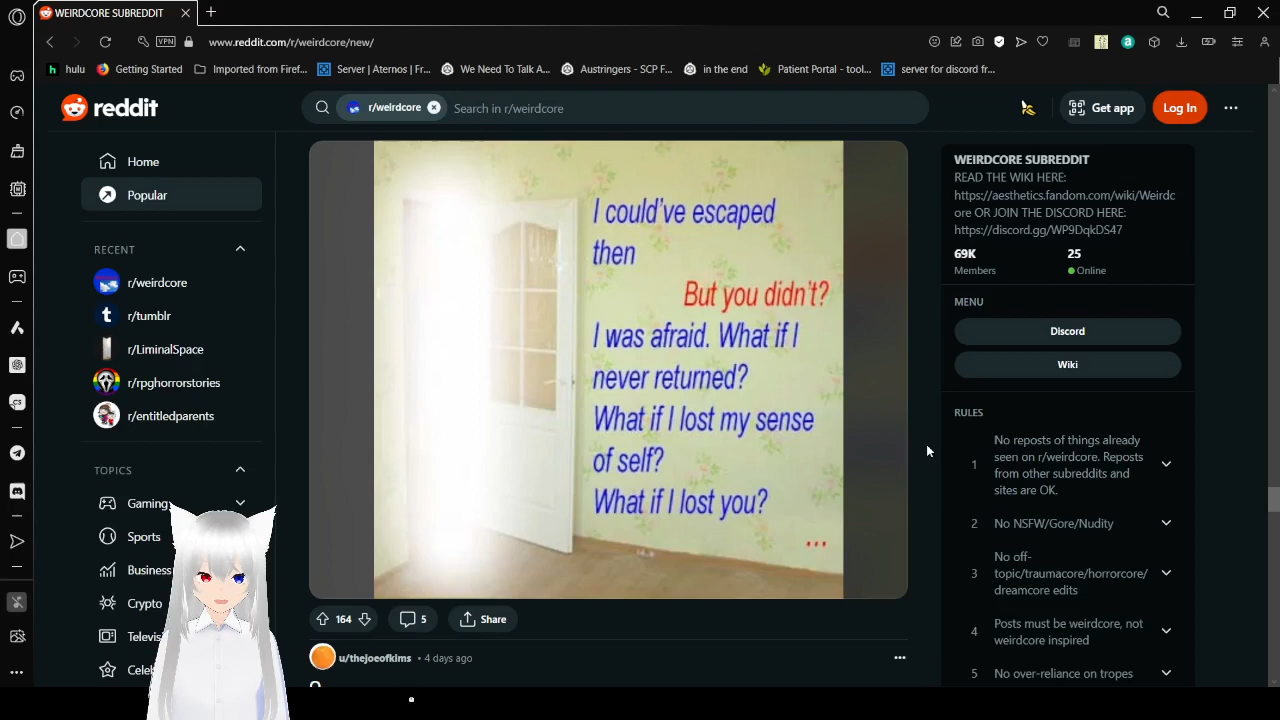 WEIRDCORE SUBREDDIT
VPN
www.reddit.com/r/weirdcore/new/
hulu
Getting Started
Imported from Firef...
Server | Aternos | Fr...
We Need To Talk A...
Austringers - SCP F...
in the end
Patient Portal - tool...
server for discord fr...
reddit
r/weirdcore
Search in r/weirdcore
Get app
Log In
Home
Popular
RECENT
r/weirdcore
r/tumblr
r/LiminalSpace
r/rpghorrorstories
r/entitledparents
TOPICS
Gaming
Sports
Business
Crypto
Televi
Celeb
I could've escaped
then
But you didn't?
I was afraid. What if I
never returned?
What if I lost my sense
of self?
What if I lost you?
...
164
5
Share
u/thejoeofkims • 4 days ago
WEIRDCORE SUBREDDIT
READ THE WIKI HERE:
https://aesthetics.fandom.com/wiki/Weirdc
ore OR JOIN THE DISCORD HERE:
https://discord.gg/WP9DqkDS47
69K
Members
25
Online
MENU
Discord
Wiki
RULES
1 No reposts of things already
seen on r/weirdcore. Reposts
from other subreddits and
sites are OK.
2 No NSFW/Gore/Nudity
3 No off-
topic/traumacore/horrorcore/
dreamcore edits
4 Posts must be weirdcore, not
weirdcore inspired
5 No over-reliance on tropes